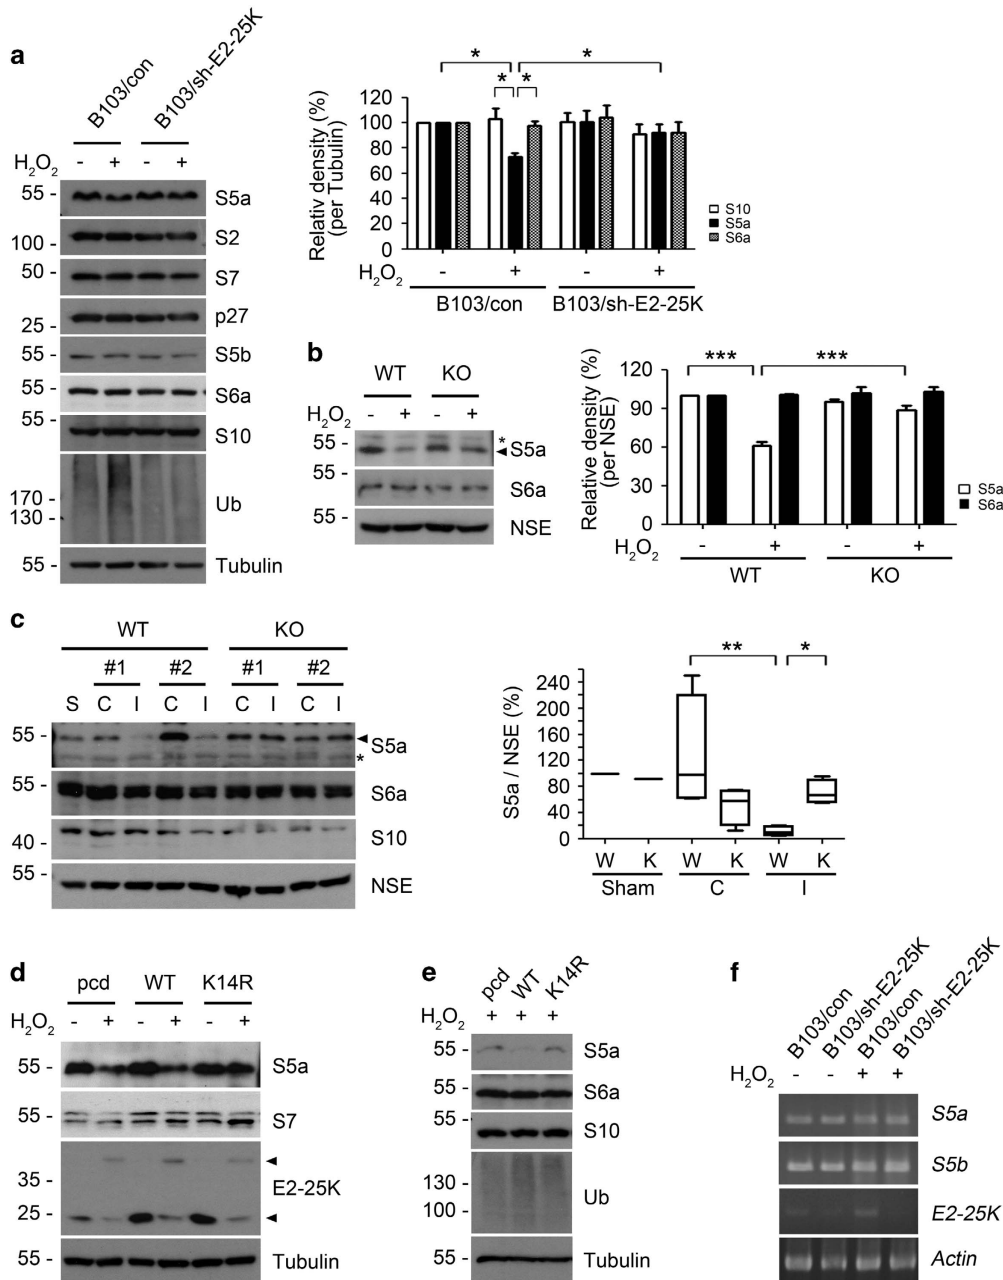 a
B103/con
B103/sh-E2-25K
H2O2 - + - +
55 - S5a
100 - S2
50 - S7
25 - p27
55 - S5b
55 - S6a
55 - S10
170 -
130 -
Ub
55 - Tubulin
* *
* *
Relativ density (%)
(per Tubulin)
120
100
80
60
40
20
0
S10
S5a
S6a
H2O2 - + - +
B103/con B103/sh-E2-25K
b
WT KO
H2O2 - + - +
55 - * S5a
55 - S6a
55 - NSE
*** ***
Relative density (%)
(per NSE)
120
90
60
30
0
S5a
S6a
H2O2 - + - +
WT KO
c
WT KO
#1 #2 #1 #2
S C I C I C I C I
55 - S5a
*
55 - S6a
40 - S10
55 - NSE
** *
S5a / NSE (%)
240
200
160
120
80
40
0
W K W K W K
Sham C I
d
pcd WT K14R
H2O2 - + - + - +
55 - S5a
55 - S7
35 -
E2-25K
25 -
55 - Tubulin
e
pcd WT K14R
H2O2 + + +
55 - S5a
55 - S6a
55 - S10
130 -
100 -
Ub
55 - Tubulin
f
B103/con
B103/sh-E2-25K
B103/con
B103/sh-E2-25K
H2O2 - - + +
S5a
S5b
E2-25K
Actin